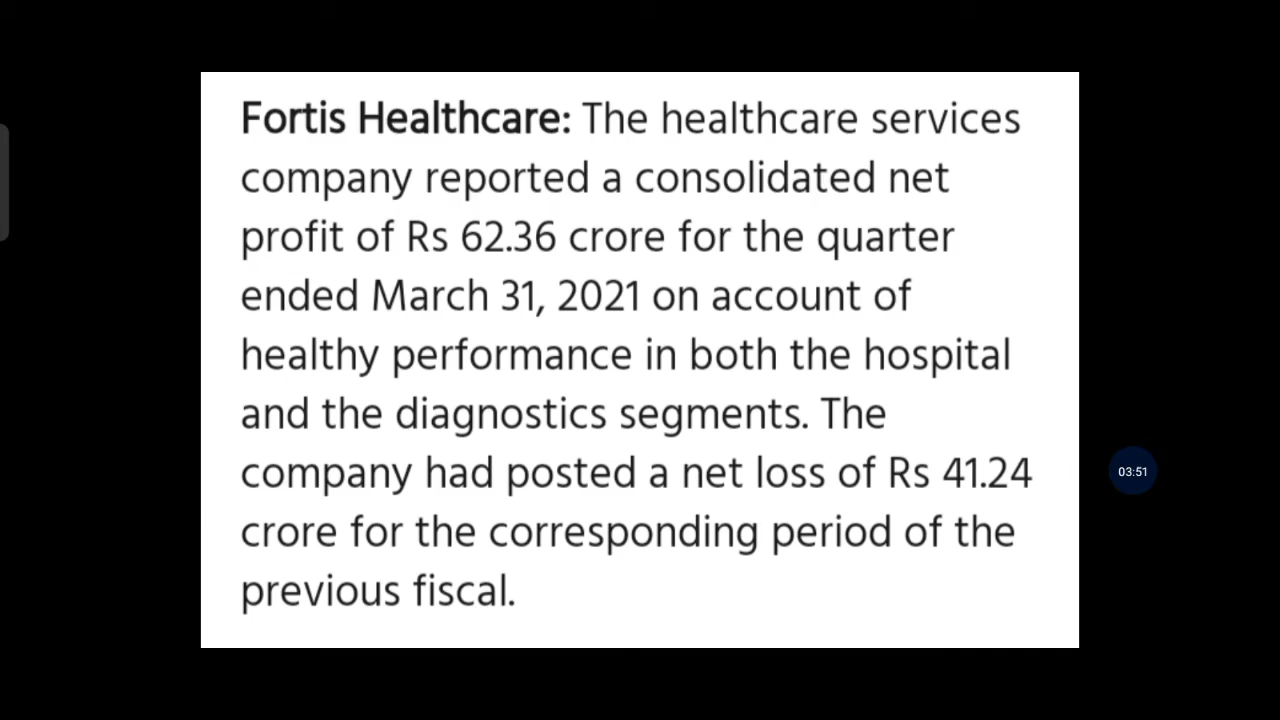 Fortis Healthcare: The healthcare services
company reported a consolidated net
profit of Rs 62.36 crore for the quarter
ended March 31, 2021 on account of
healthy performance in both the hospital
and the diagnostics segments. The
company had posted a net loss of Rs 41.24
crore for the corresponding period of the
previous fiscal.
03:51